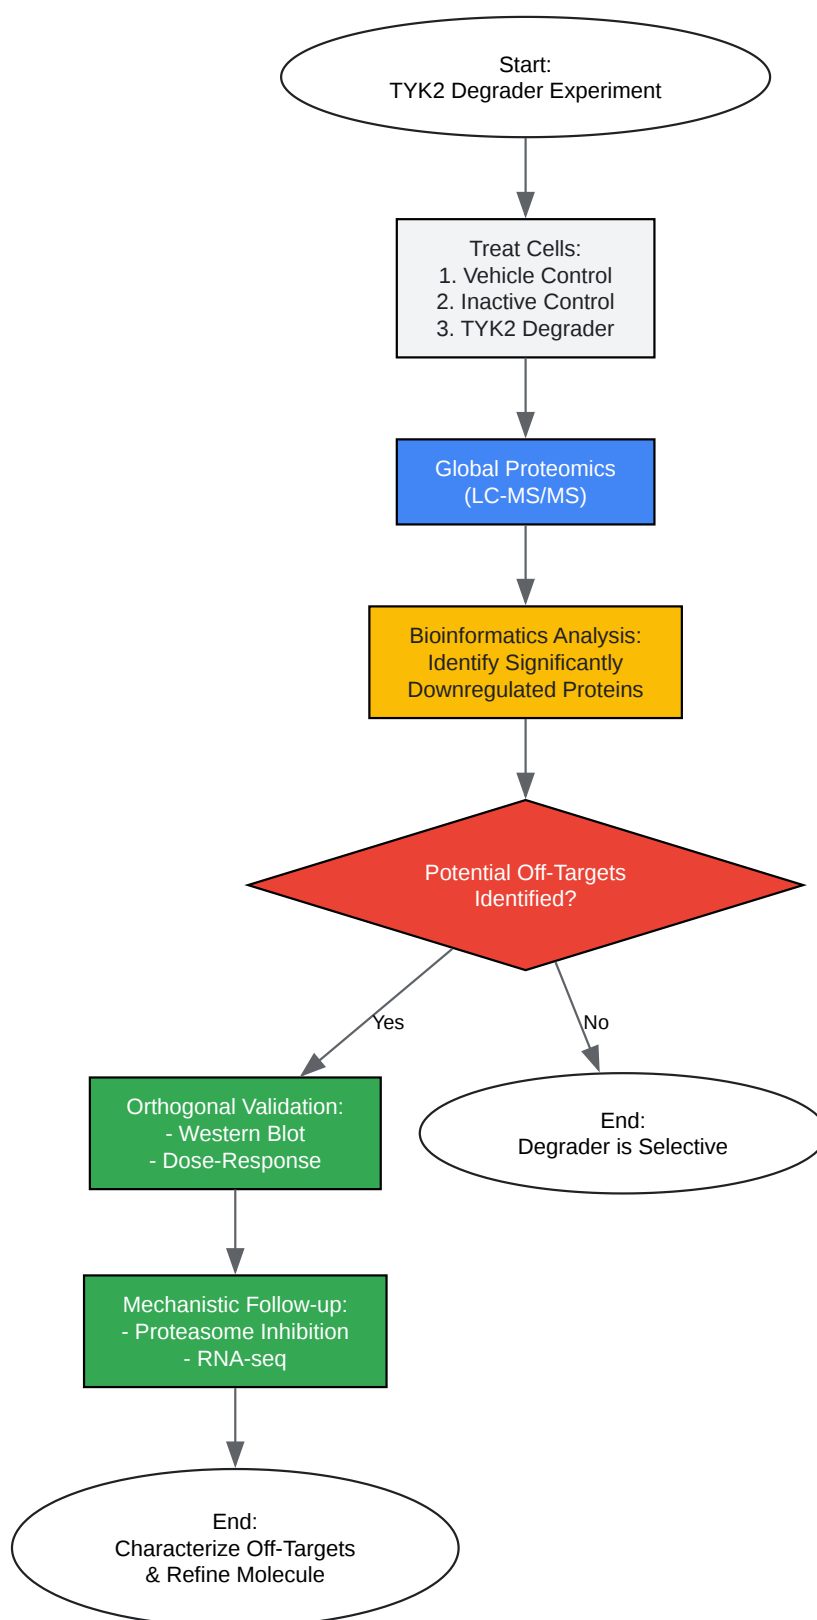 Start:
TYK2 Degrader Experiment
Treat Cells:
1. Vehicle Control
2. Inactive Control
3. TYK2 Degrader
Global Proteomics
(LC-MS/MS)
Bioinformatics Analysis:
Identify Significantly
Downregulated Proteins
Potential Off-Targets
Identified?
Yes
No
Orthogonal Validation:
- Western Blot
- Dose-Response
End:
Degrader is Selective
Mechanistic Follow-up:
- Proteasome Inhibition
- RNA-seq
End:
Characterize Off-Targets
& Refine Molecule